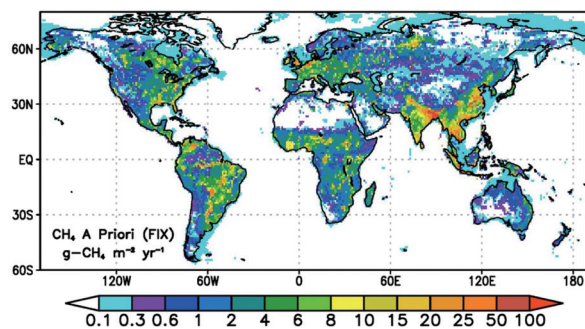 60N
30N
EQ
30S
60S
CH₄ A Priori (FIX)
g−CH₄ m⁻² yr⁻¹
120W 60W 0 60E 120E 180
0.1 0.3 0.6 1 2 4 6 8 10 15 20 25 50 100